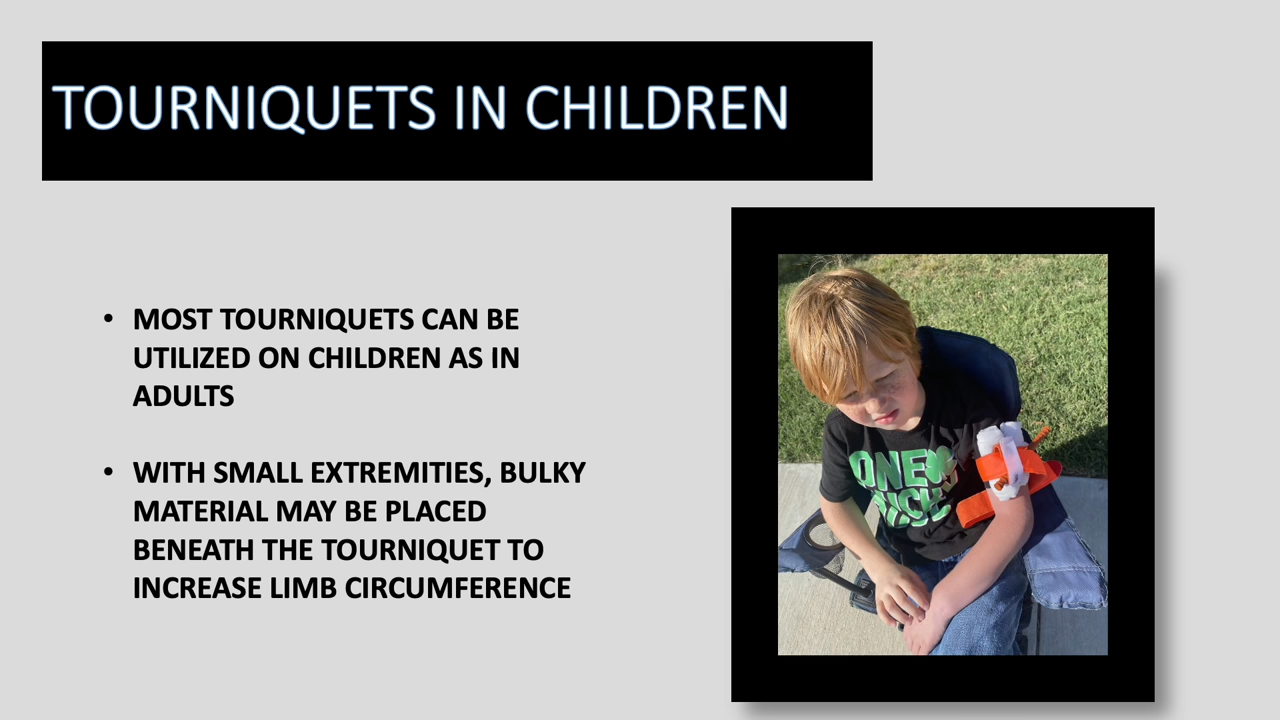 TOURNIQUETS IN CHILDREN
• MOST TOURNIQUETS CAN BE
UTILIZED ON CHILDREN AS IN
ADULTS
• WITH SMALL EXTREMITIES, BULKY
MATERIAL MAY BE PLACED
BENEATH THE TOURNIQUET TO
INCREASE LIMB CIRCUMFERENCE
ONE